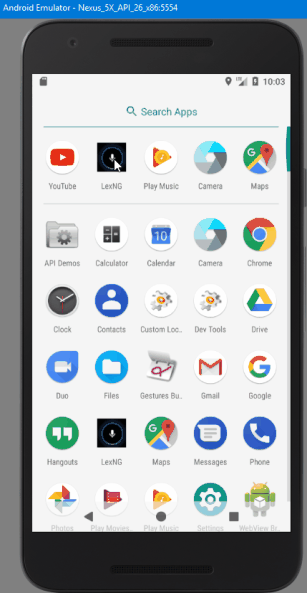 Android Emulator - Nexus_5X_API_26_x86:5554
10:03
Search Apps
YouTube LexNG Play Music Camera Maps
API Demos Calculator Calendar Camera Chrome
10
Clock Contacts Custom Loc.. Dev Tools Drive
Duo Files Gestures Bu.. Gmail Google
Hangouts LexNG Maps Messages Phone
Photos Play Movies.. Play Music Settings WebView Br..